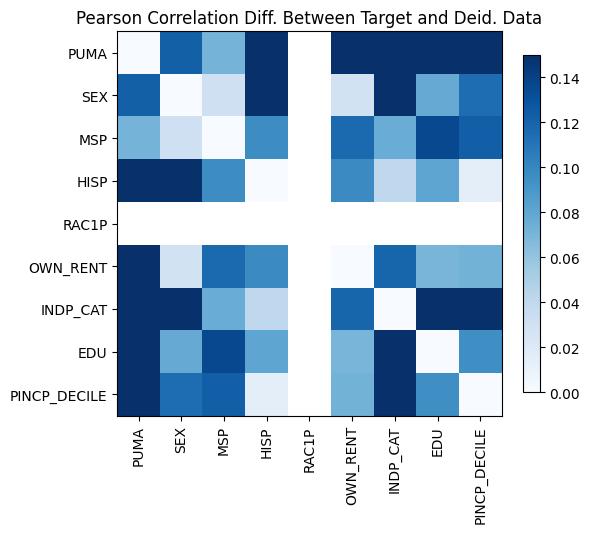 Pearson Correlation Diff. Between Target and Deid. Data
PUMA
SEX
MSP
HISP
RAC1P
OWN_RENT
INDP_CAT
EDU
PINCP_DECILE
PUMA
SEX
MSP
HISP
RAC1P
OWN_RENT
INDP_CAT
EDU
PINCP_DECILE
0.14
0.12
0.10
0.08
0.06
0.04
0.02
0.00